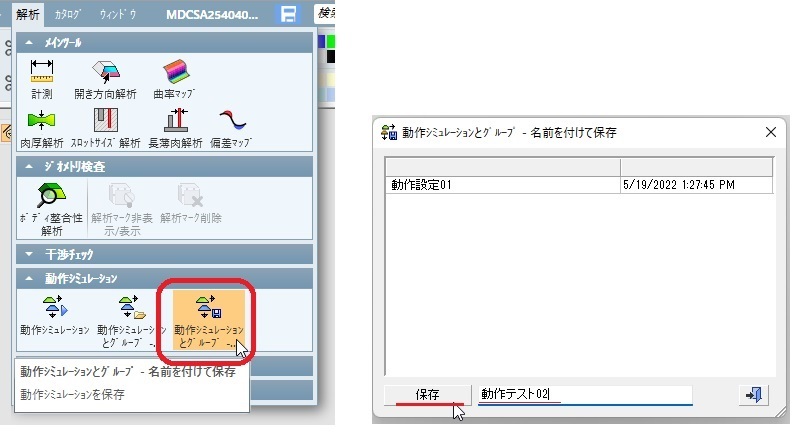 解析 ｶﾀﾛｸﾞ ｳｨﾝﾄﾞｳ MDCSA254040... 検索
ﾒｲﾝﾂｰﾙ
計測 開き方向解析 曲率ﾏｯﾌﾟ
肉厚解析 ｽﾛｯﾄｻｲｽﾞ解析 長薄肉解析 偏差ﾏｯﾌﾟ
ｼﾞｵﾒﾄﾘ検査
ﾎﾞﾃﾞｨ整合性 解析ﾏｰｸ非表 解析ﾏｰｸ削除
解析 示/表示
干渉ﾁｪｯｸ
動作ｼﾐｭﾚｰｼｮﾝ
動作ｼﾐｭﾚｰｼｮﾝ 動作ｼﾐｭﾚｰｼｮﾝ 動作ｼﾐｭﾚｰｼｮﾝ
とｸﾞﾙｰﾌﾟ -... とｸﾞﾙｰﾌﾟ -...
動作ｼﾐｭﾚｰｼｮﾝとｸﾞﾙｰﾌﾟ - 名前を付けて保存
動作ｼﾐｭﾚｰｼｮﾝを保存
動作ｼﾐｭﾚｰｼｮﾝとｸﾞﾙｰﾌﾟ - 名前を付けて保存
動作設定01 5/19/2022 1:27:45 PM
保存 動作テスト02